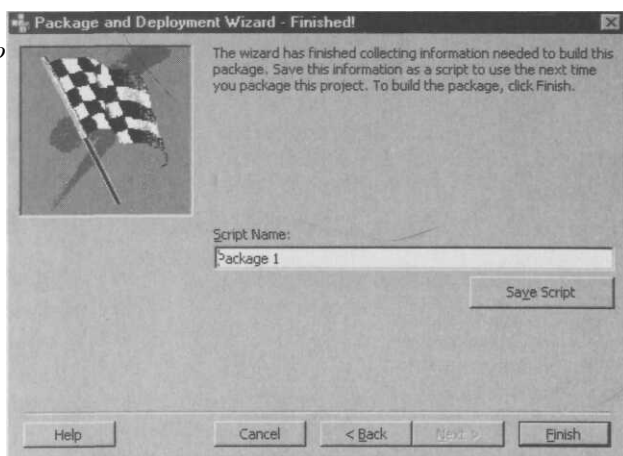 Package and Deployment Wizard - Finished!
The wizard has finished collecting information needed to build this
package. Save this information as a script to use the next time
you package this project. To build the package, click Finish.
Script Name:
Package 1
Save Script
Help
Cancel
< Back
Next >
Finish